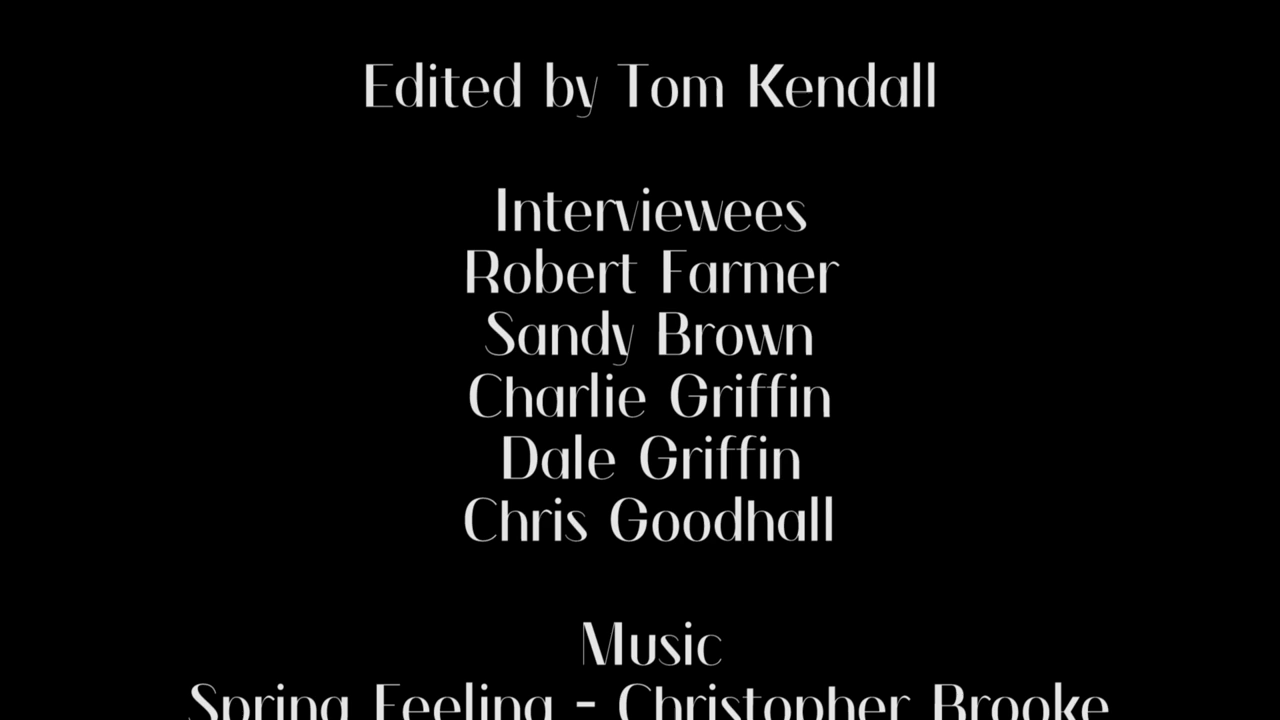 Edited by Tom Kendall
Interviewees
Robert Farmer
Sandy Brown
Charlie Griffin
Dale Griffin
Chris Goodhall
Music
Spring Feeling - Christopher Brooke